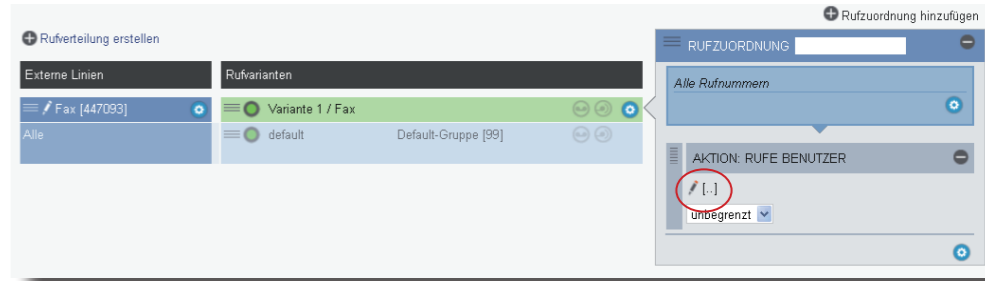 Rufzuordnung hinzufügen
Rufverteilung erstellen
RUFZUORDNUNG
Externe Linien
Rufvarianten
Alle Rufnummern
Fax [447093]
Variante 1 / Fax
Alle
default
Default-Gruppe [99]
AKTION: RUFE BENUTZER
[..]
unbegrenzt